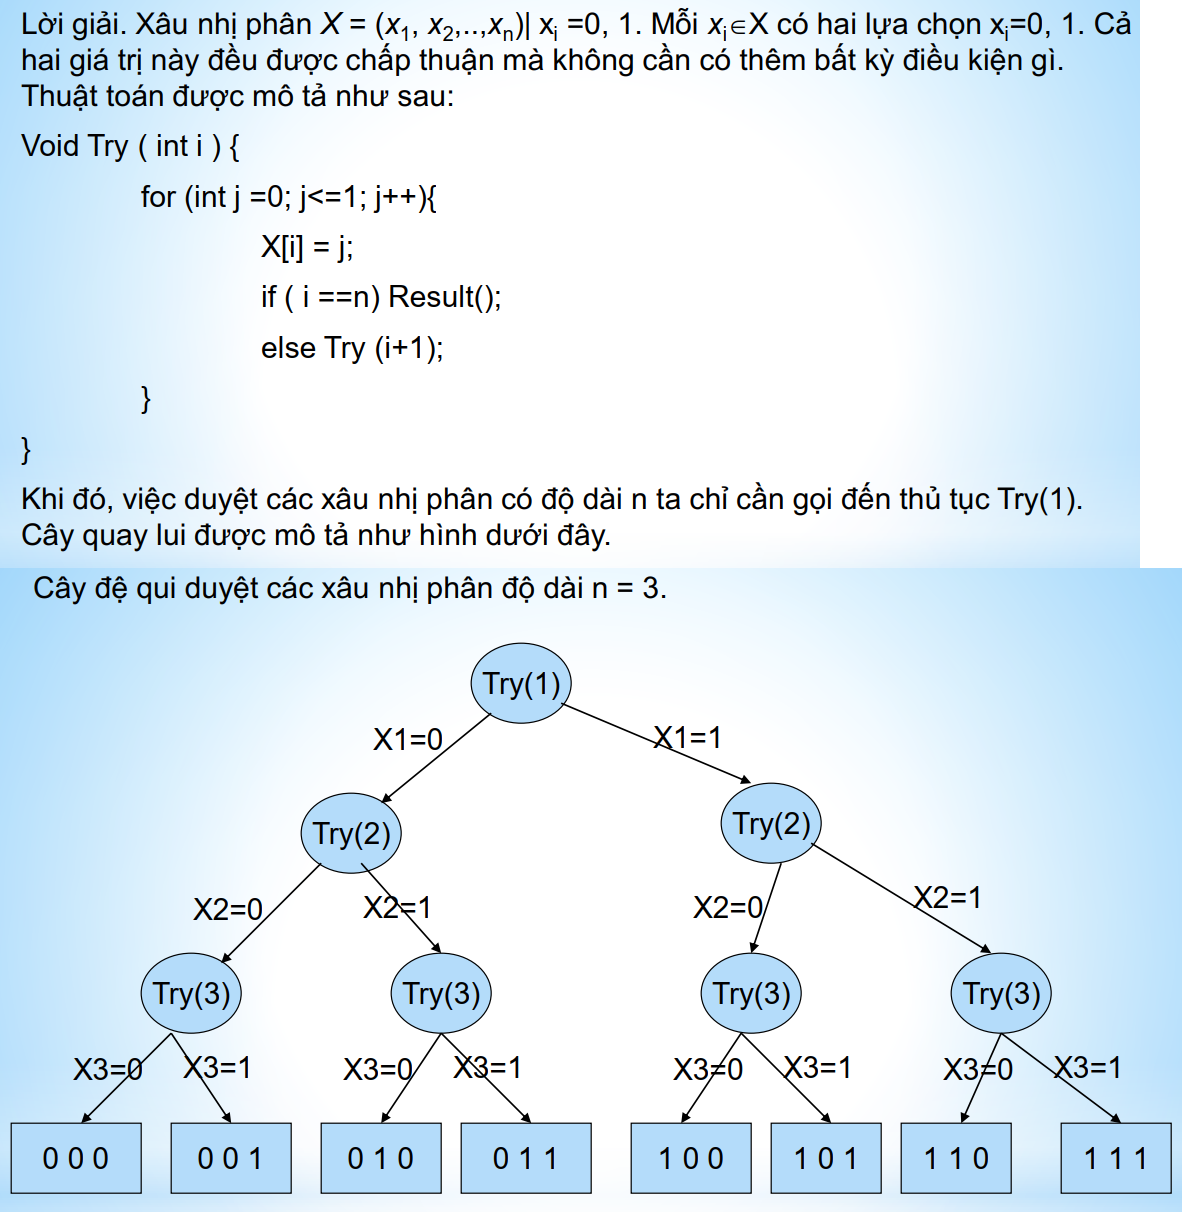 Lời giải. Xâu nhị phân X = (x1, x2,..,xn)| xi =0, 1. Mỗi xi∈X có hai lựa chọn xi=0, 1. Cả
hai giá trị này đều được chấp thuận mà không cần có thêm bất kỳ điều kiện gì.
Thuật toán được mô tả như sau:
Void Try ( int i ) {
for (int j =0; j<=1; j++){
X[i] = j;
if ( i ==n) Result();
else Try (i+1);
}
}
Khi đó, việc duyệt các xâu nhị phân có độ dài n ta chỉ cần gọi đến thủ tục Try(1).
Cây quay lui được mô tả như hình dưới đây.
Cây đệ qui duyệt các xâu nhị phân độ dài n = 3.
Try(1)
X1=0 X1=1
Try(2) Try(2)
X2=0 X2=1 X2=0 X2=1
Try(3) Try(3) Try(3) Try(3)
X3=0 X3=1 X3=0 X3=1 X3=0 X3=1 X3=0 X3=1
0 0 0 0 0 1 0 1 0 0 1 1 1 0 0 1 0 1 1 1 0 1 1 1